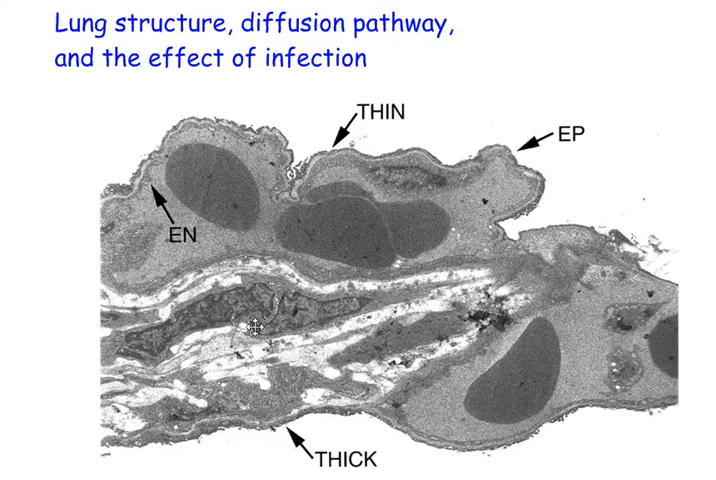 Lung structure, diffusion pathway,
and the effect of infection
THIN
EP
EN
THICK